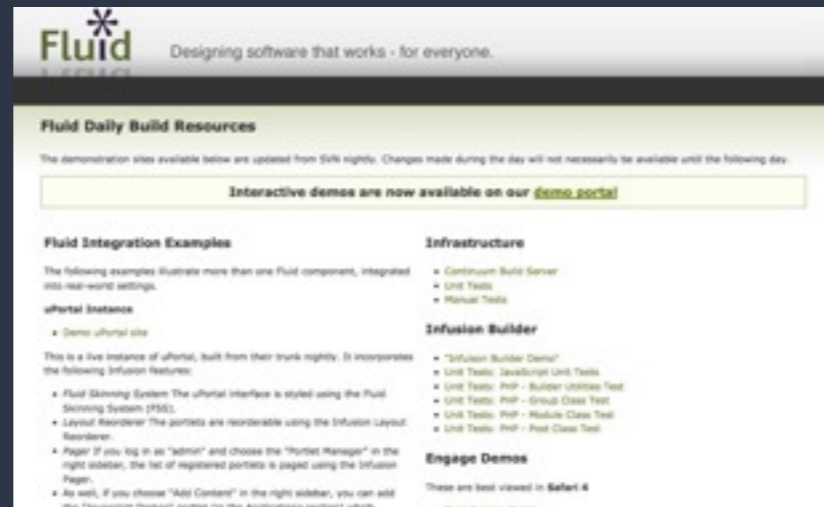 Fluid
Designing software that works - for everyone.
Fluid Daily Build Resources
The demonstration sites available below are updated from SVN nightly. Changes made during the day will not necessarily be available until the following day.
Interactive demos are now available on our demo portal
Fluid Integration Examples
The following examples illustrate more than one Fluid component, integrated
into real-world settings.
uPortal Instance
• Demo uPortal site
This is a live instance of uPortal, built from their trunk nightly. It incorporates
the following Infusion features:
• Fluid Skinning System The uPortal interface is styled using the Fluid
Skinning System (FSS).
• Layout Reorderer The portlets are reorderable using the Infusion Layout
Reorderer.
• Pager If you log in as "admin" and choose the "Portlet Manager" in the
right sidebar, the list of registered portlets is paged using the Infusion
Pager.
• As well, if you choose "Add Content" in the right sidebar, you can add
Infrastructure
• Continuum Build Server
• Unit Tests
• Manual Tests
Infusion Builder
• "Infusion Builder Demo"
• Unit Tests: JavaScript Unit Tests
• Unit Tests: PHP - Builder Utilities Test
• Unit Tests: PHP - Group Class Test
• Unit Tests: PHP - Module Class Test
• Unit Tests: PHP - Post Class Test
Engage Demos
These are best viewed in Safari 4